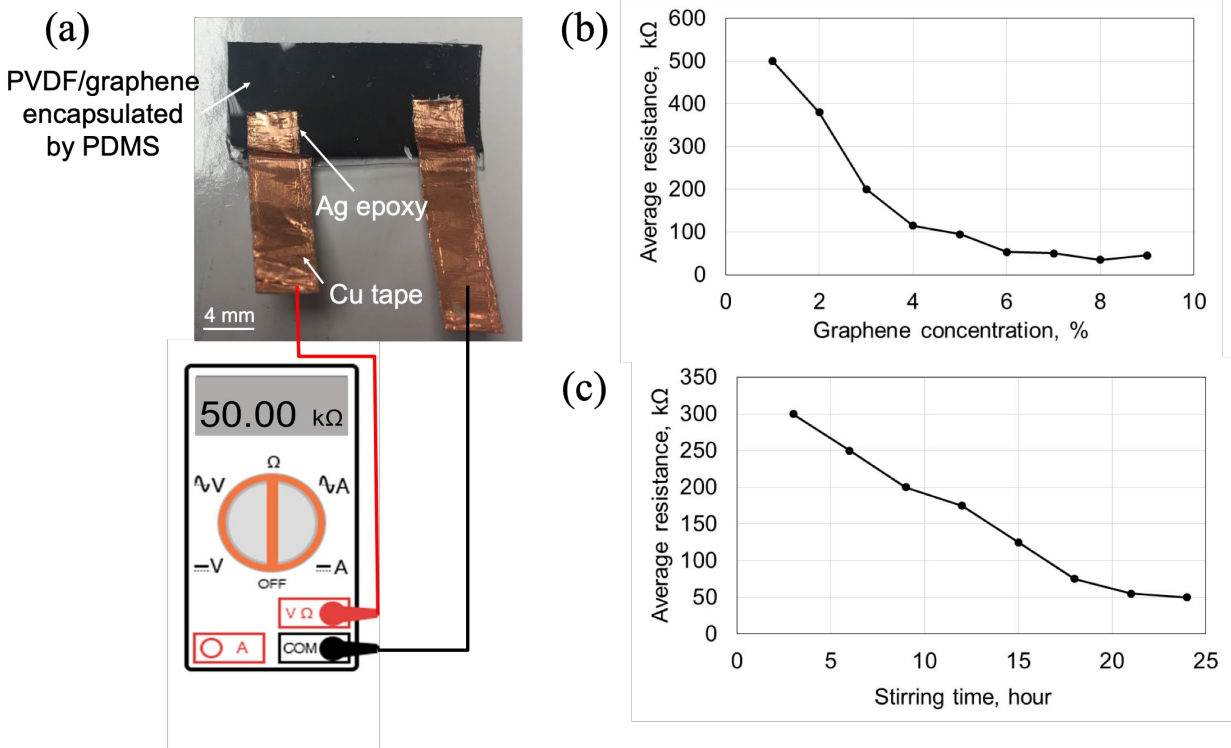 (a)
PVDF/graphene
encapsulated
by PDMS
Ag epoxy
Cu tape
4 mm
50.00 kΩ
Ω
V
A
V
A
OFF
V Ω
A
COM
(b)
Average resistance, kΩ
600
500
400
300
200
100
0
0 2 4 6 8 10
Graphene concentration, %
(c)
Average resistance, kΩ
350
300
250
200
150
100
50
0
0 5 10 15 20 25
Stirring time, hour